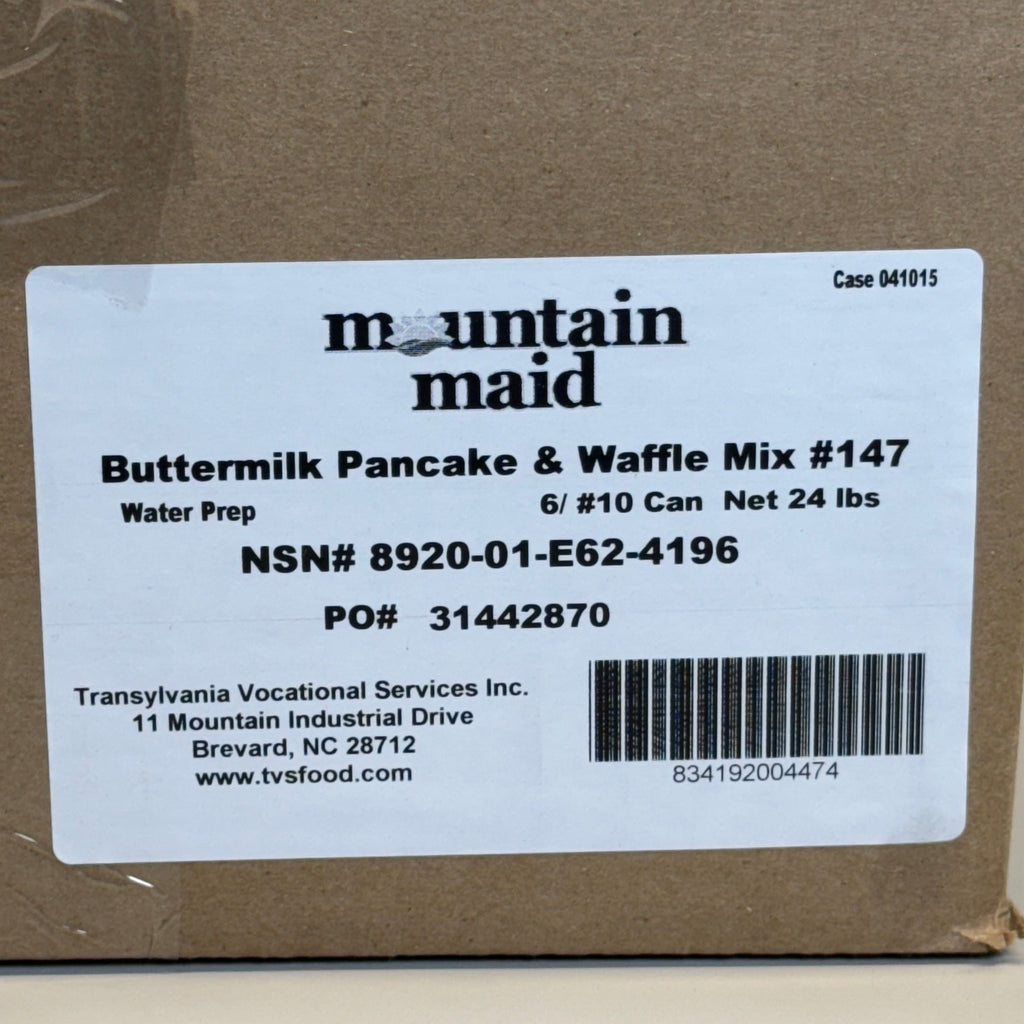 Case 041015
mountain
maid
Buttermilk Pancake & Waffle Mix #147
Water Prep 6/ #10 Can Net 24 lbs
NSN# 8920-01-E62-4196
PO# 31442870
Transylvania Vocational Services Inc.
11 Mountain Industrial Drive
Brevard, NC 28712
www.tvsfood.com
834192004474